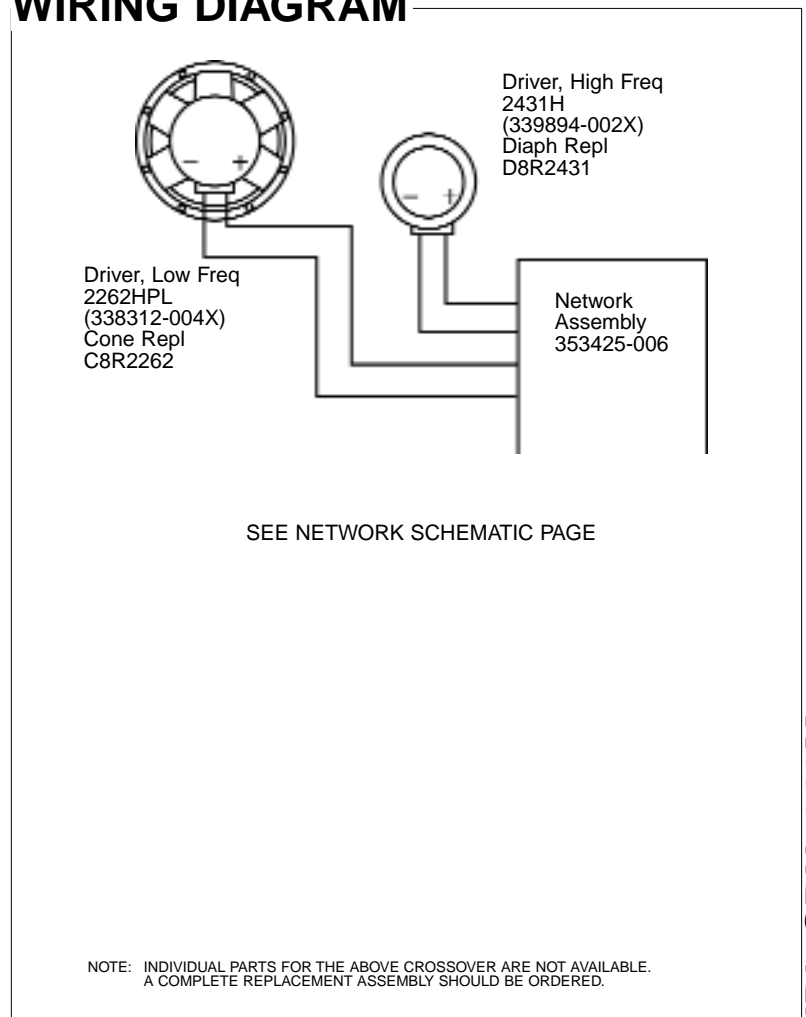 WIRING DIAGRAM
Driver, High Freq
2431H
(339894-002X)
Diaph Repl
D8R2431
− +
− +
Driver, Low Freq
2262HPL
(338312-004X)
Cone Repl
C8R2262
Network
Assembly
353425-006
SEE NETWORK SCHEMATIC PAGE
NOTE: INDIVIDUAL PARTS FOR THE ABOVE CROSSOVER ARE NOT AVAILABLE.
A COMPLETE REPLACEMENT ASSEMBLY SHOULD BE ORDERED.